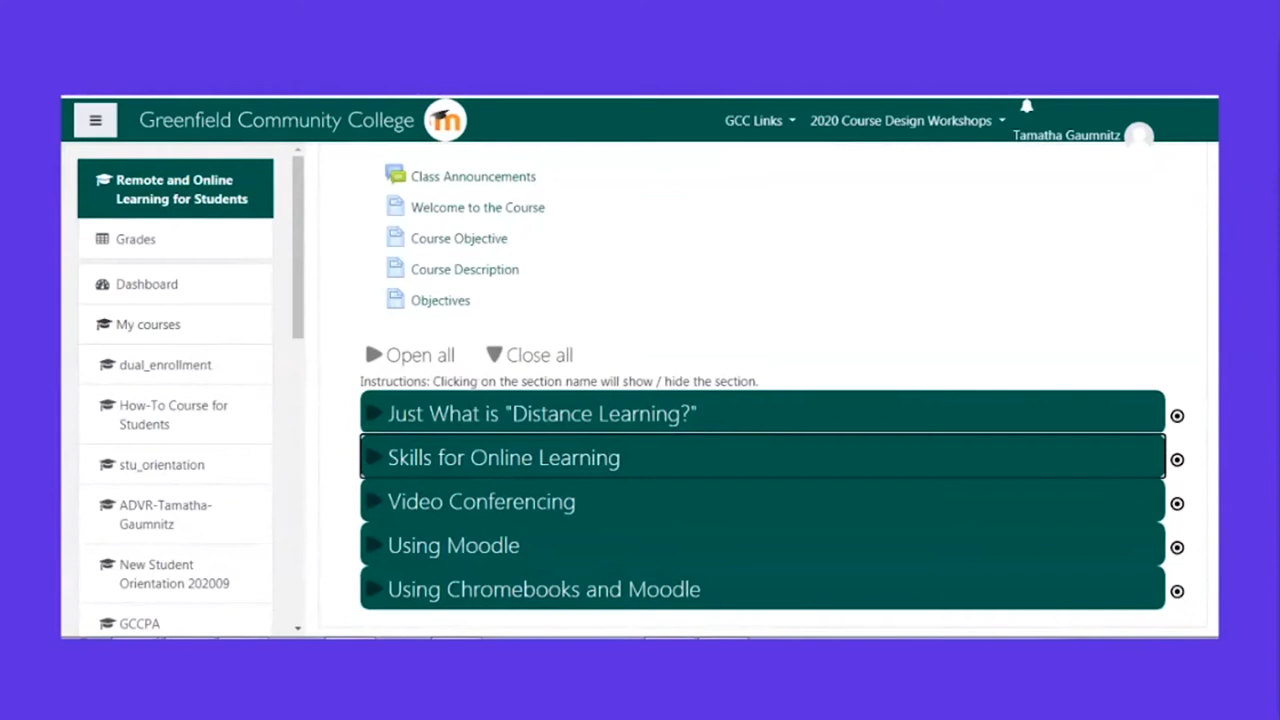 Greenfield Community College
GCC Links
2020 Course Design Workshops
Tamatha Gaumnitz
Remote and Online
Learning for Students
Grades
Dashboard
My courses
dual_enrollment
How-To Course for
Students
stu_orientation
ADVR-Tamatha-
Gaumnitz
New Student
Orientation 202009
GCCPA
Class Announcements
Welcome to the Course
Course Objective
Course Description
Objectives
Open all
Close all
Instructions: Clicking on the section name will show / hide the section.
Just What is "Distance Learning?"
Skills for Online Learning
Video Conferencing
Using Moodle
Using Chromebooks and Moodle